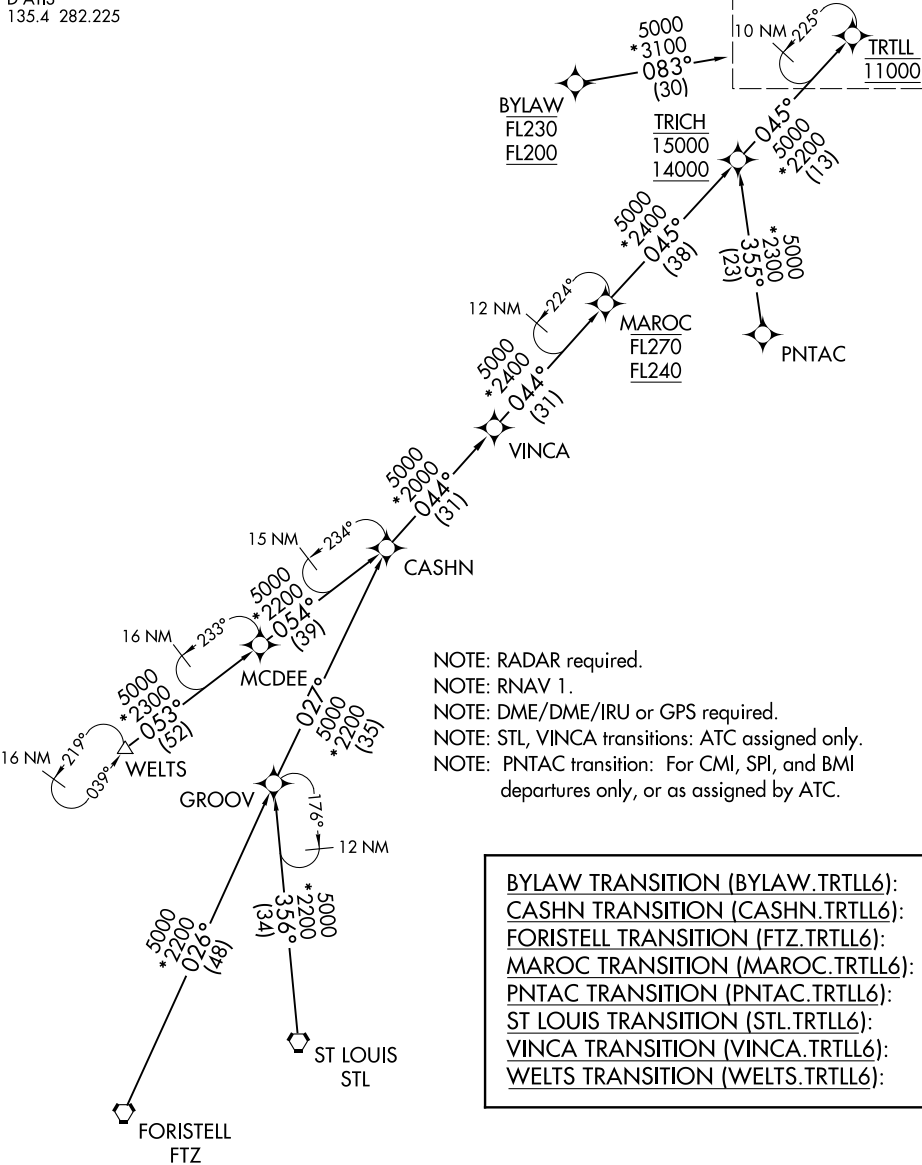 D-ATIS
135.4 282.225
5000
*3100
083°
(30)
10 NM
225°
TRTLL
11000
BYLAW
FL230
FL200
TRICH
15000
14000
045°
5000
*2200
(13)
5000
*2400
045°
(38)
5000
*2300
355°
(23)
12 NM
224°
MAROC
FL270
FL240
PNTAC
5000
*2400
044°
(31)
VINCA
5000
*2000
044°
(31)
15 NM
234°
CASHN
5000
*2200
054°
(39)
16 NM
233°
MCDEE
027°
5000
*2200
(35)
5000
*2300
053°
(52)
16 NM
219°
039°
WELTS
NOTE: RADAR required.
NOTE: RNAV 1.
NOTE: DME/DME/IRU or GPS required.
NOTE: STL, VINCA transitions: ATC assigned only.
NOTE: PNTAC transition: For CMI, SPI, and BMI
departures only, or as assigned by ATC.
GROOV
176°
12 NM
5000
*2200
356°
(34)
5000
*2200
026°
(48)
ST LOUIS
STL
FORISTELL
FTZ
BYLAW TRANSITION (BYLAW.TRTLL6):
CASHN TRANSITION (CASHN.TRTLL6):
FORISTELL TRANSITION (FTZ.TRTLL6):
MAROC TRANSITION (MAROC.TRTLL6):
PNTAC TRANSITION (PNTAC.TRTLL6):
ST LOUIS TRANSITION (STL.TRTLL6):
VINCA TRANSITION (VINCA.TRTLL6):
WELTS TRANSITION (WELTS.TRTLL6):